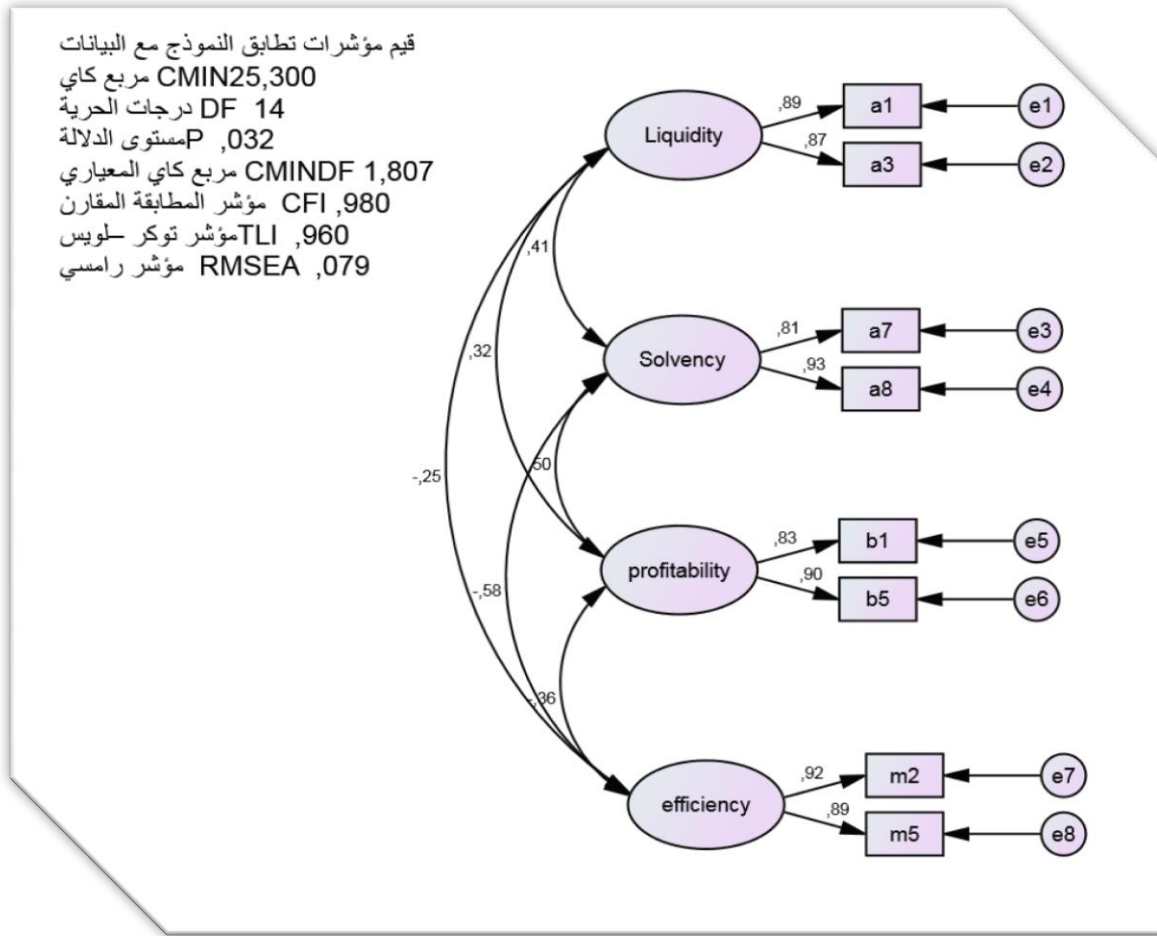 قيم مؤشرات تطابق النموذج مع البيانات
CMIN25,300 مربع كاي
DF 14 درجات الحرية
,032 Pمستوى الدلالة
CMINDF 1,807 مربع كاي المعياري
CFI ,980 مؤشر المطابقة المقارن
TLI ,960مؤشر توكر –لويس
RMSEA ,079 مؤشر رامسي
Liquidity
,89
a1
e1
,87
a3
e2
,41
,32
Solvency
,81
a7
e3
,93
a8
e4
-,25
,50
profitability
,83
b1
e5
,90
b5
e6
-,58
-,36
efficiency
,92
m2
e7
,89
m5
e8